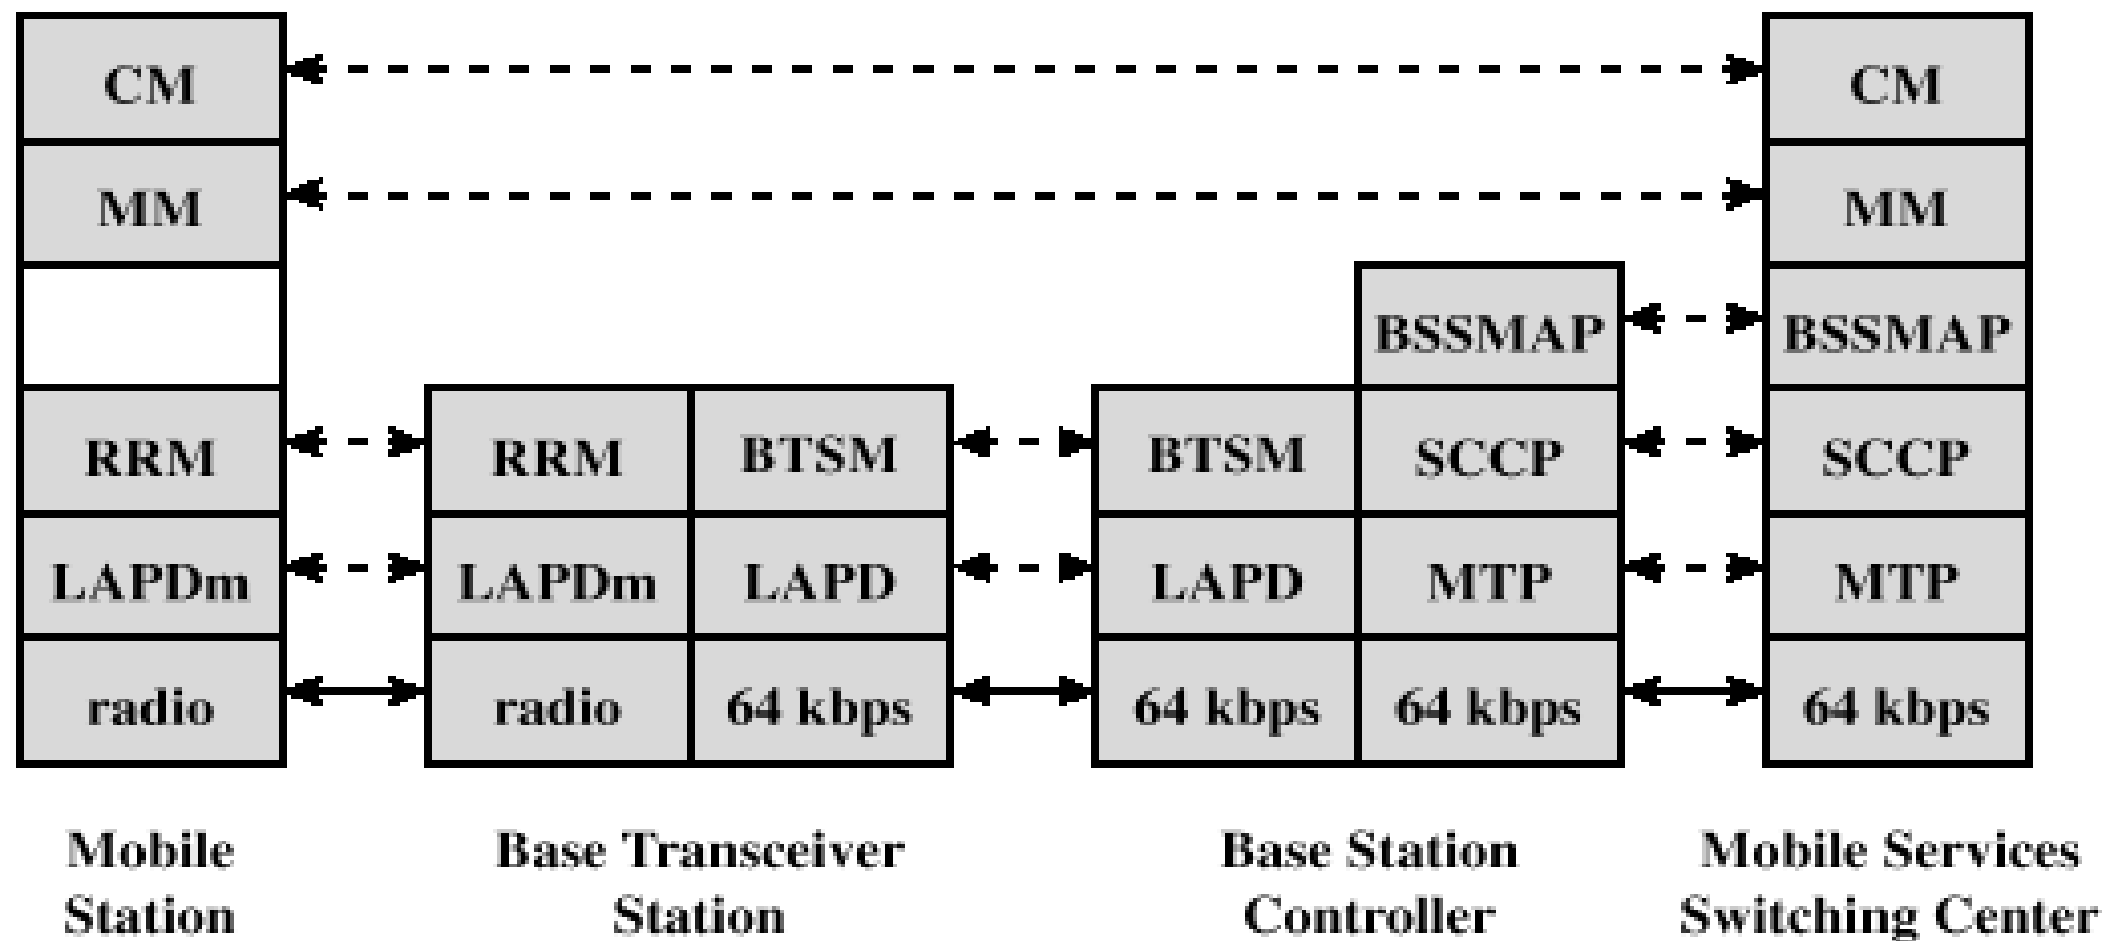 CM
CM
MM
MM
BSSMAP
BSSMAP
RRM
RRM
BTSM
BTSM
SCCP
SCCP
LAPDm
LAPDm
LAPD
LAPD
MTP
MTP
radio
radio
64 kbps
64 kbps
64 kbps
64 kbps
Mobile
Station
Base Transceiver
Station
Base Station
Controller
Mobile Services
Switching Center